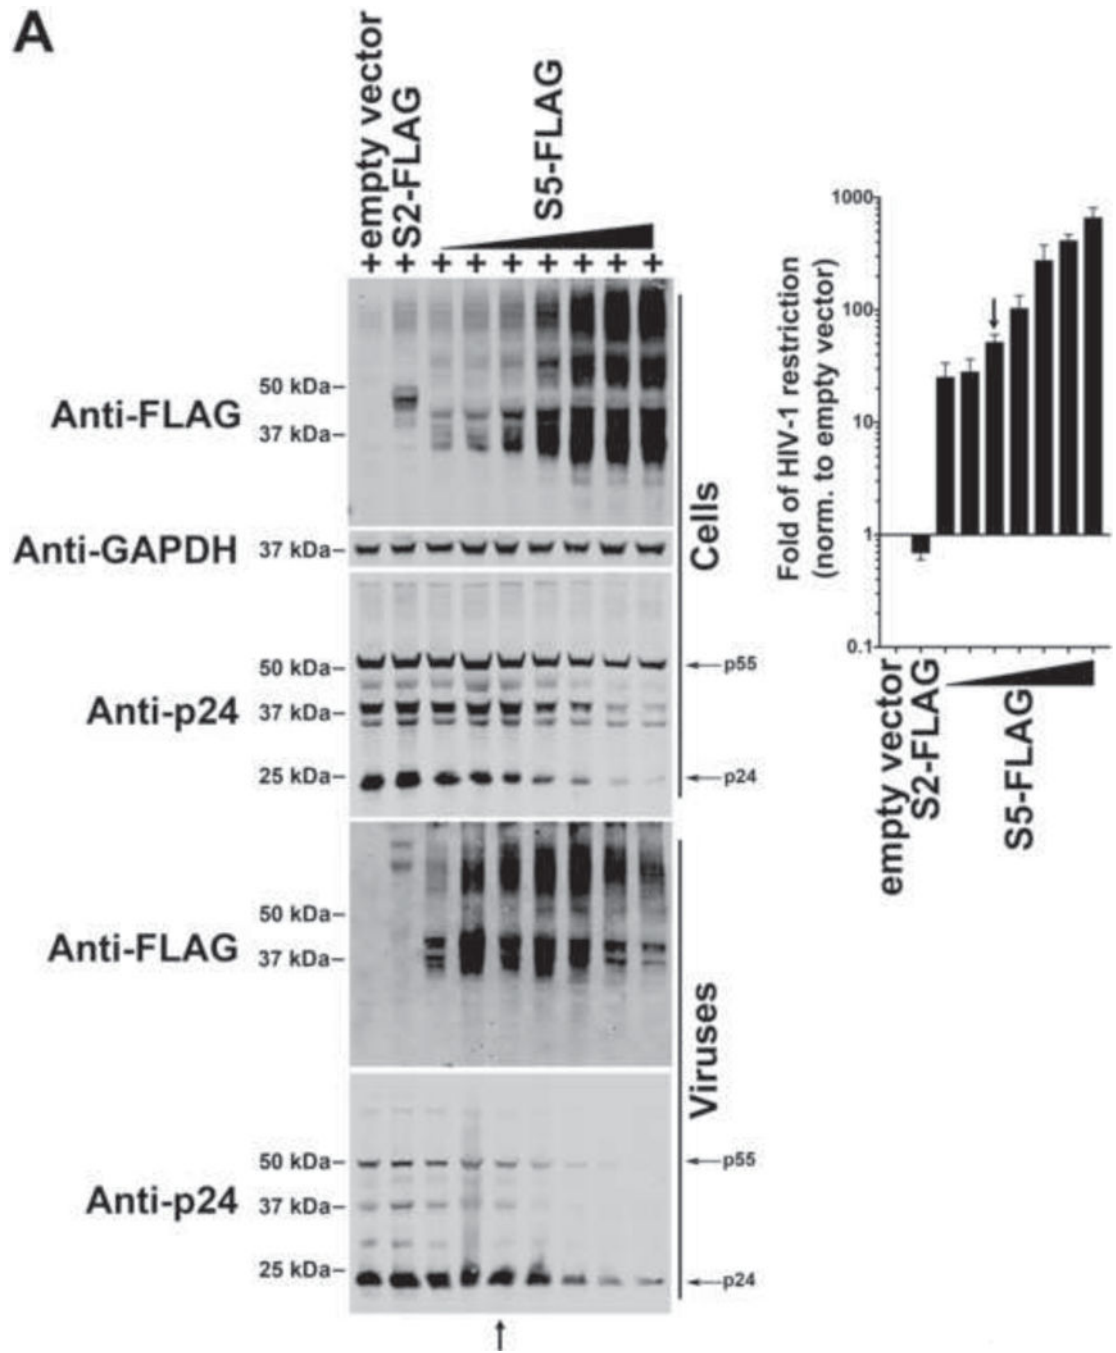 A
empty vector
S2-FLAG
S5-FLAG
+ + + + + + + + +
Anti-FLAG
50 kDa–
37 kDa–
Anti-GAPDH
37 kDa–
Anti-p24
50 kDa–
37 kDa–
25 kDa–
←p55
←p24
Cells
Anti-FLAG
50 kDa–
37 kDa–
Anti-p24
50 kDa–
37 kDa–
25 kDa–
←p55
←p24
Viruses
Fold of HIV-1 restriction
(norm. to empty vector)
1000
100
10
1
0.1
empty vector
S2-FLAG
S5-FLAG